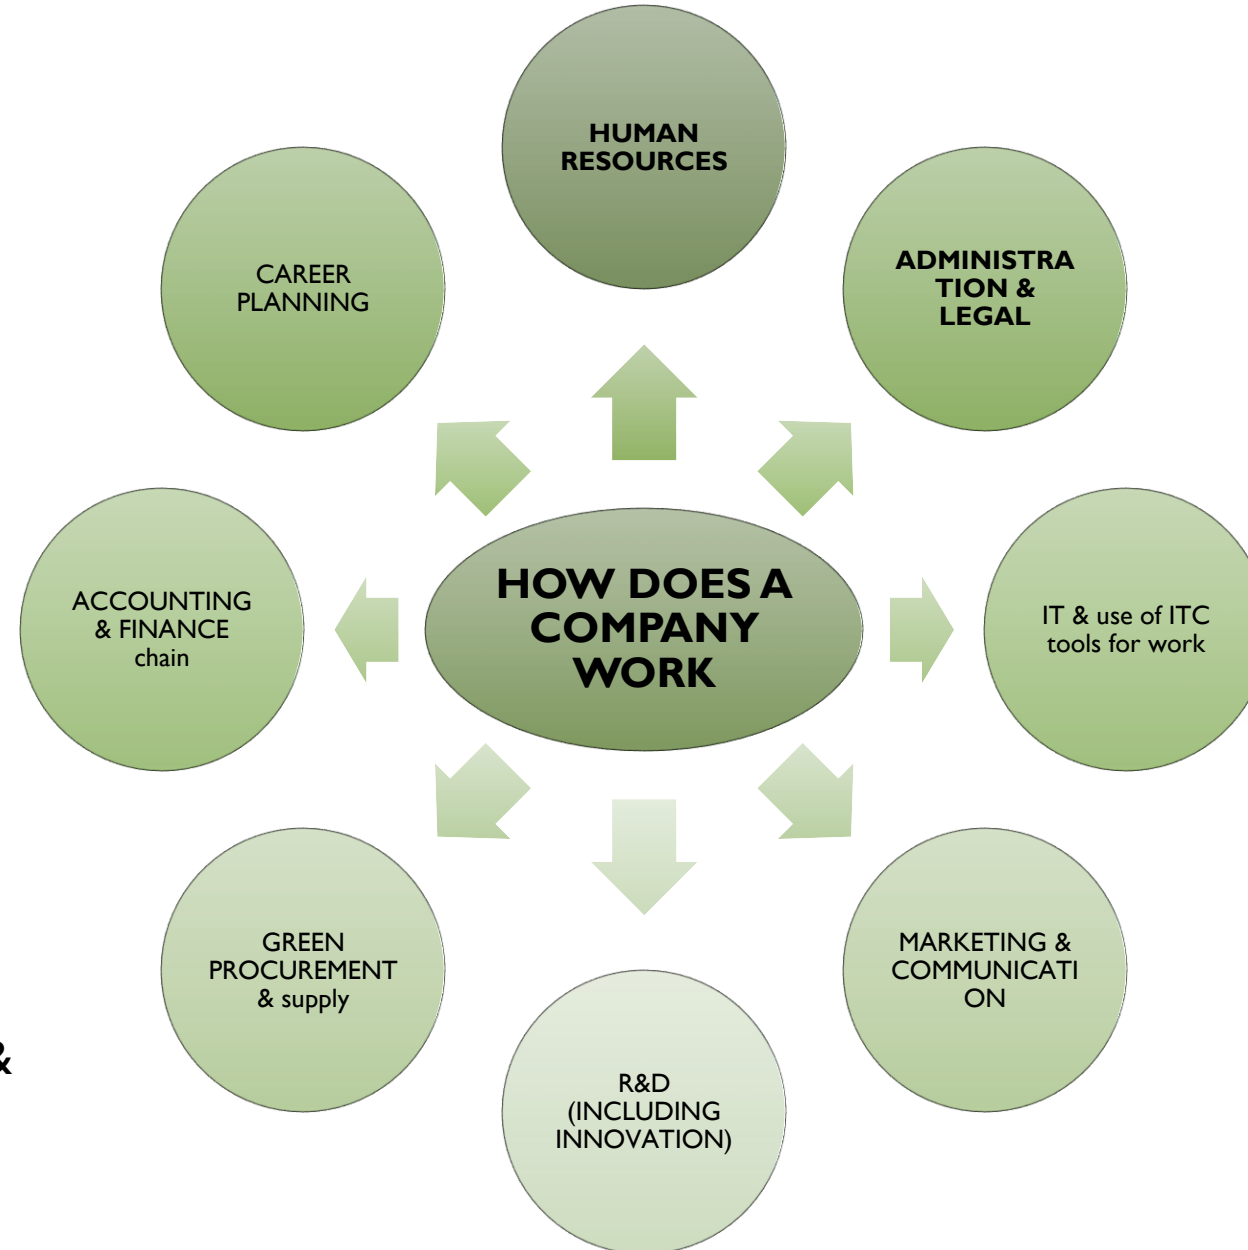 HUMAN
RESOURCES
ADMINISTRA
TION &
LEGAL
IT & use of ITC
tools for work
MARKETING &
COMMUNICATI
ON
R&D
(INCLUDING
INNOVATION)
GREEN
PROCUREMENT
& supply
ACCOUNTING
& FINANCE
chain
CAREER
PLANNING
HOW DOES A
COMPANY
WORK
&